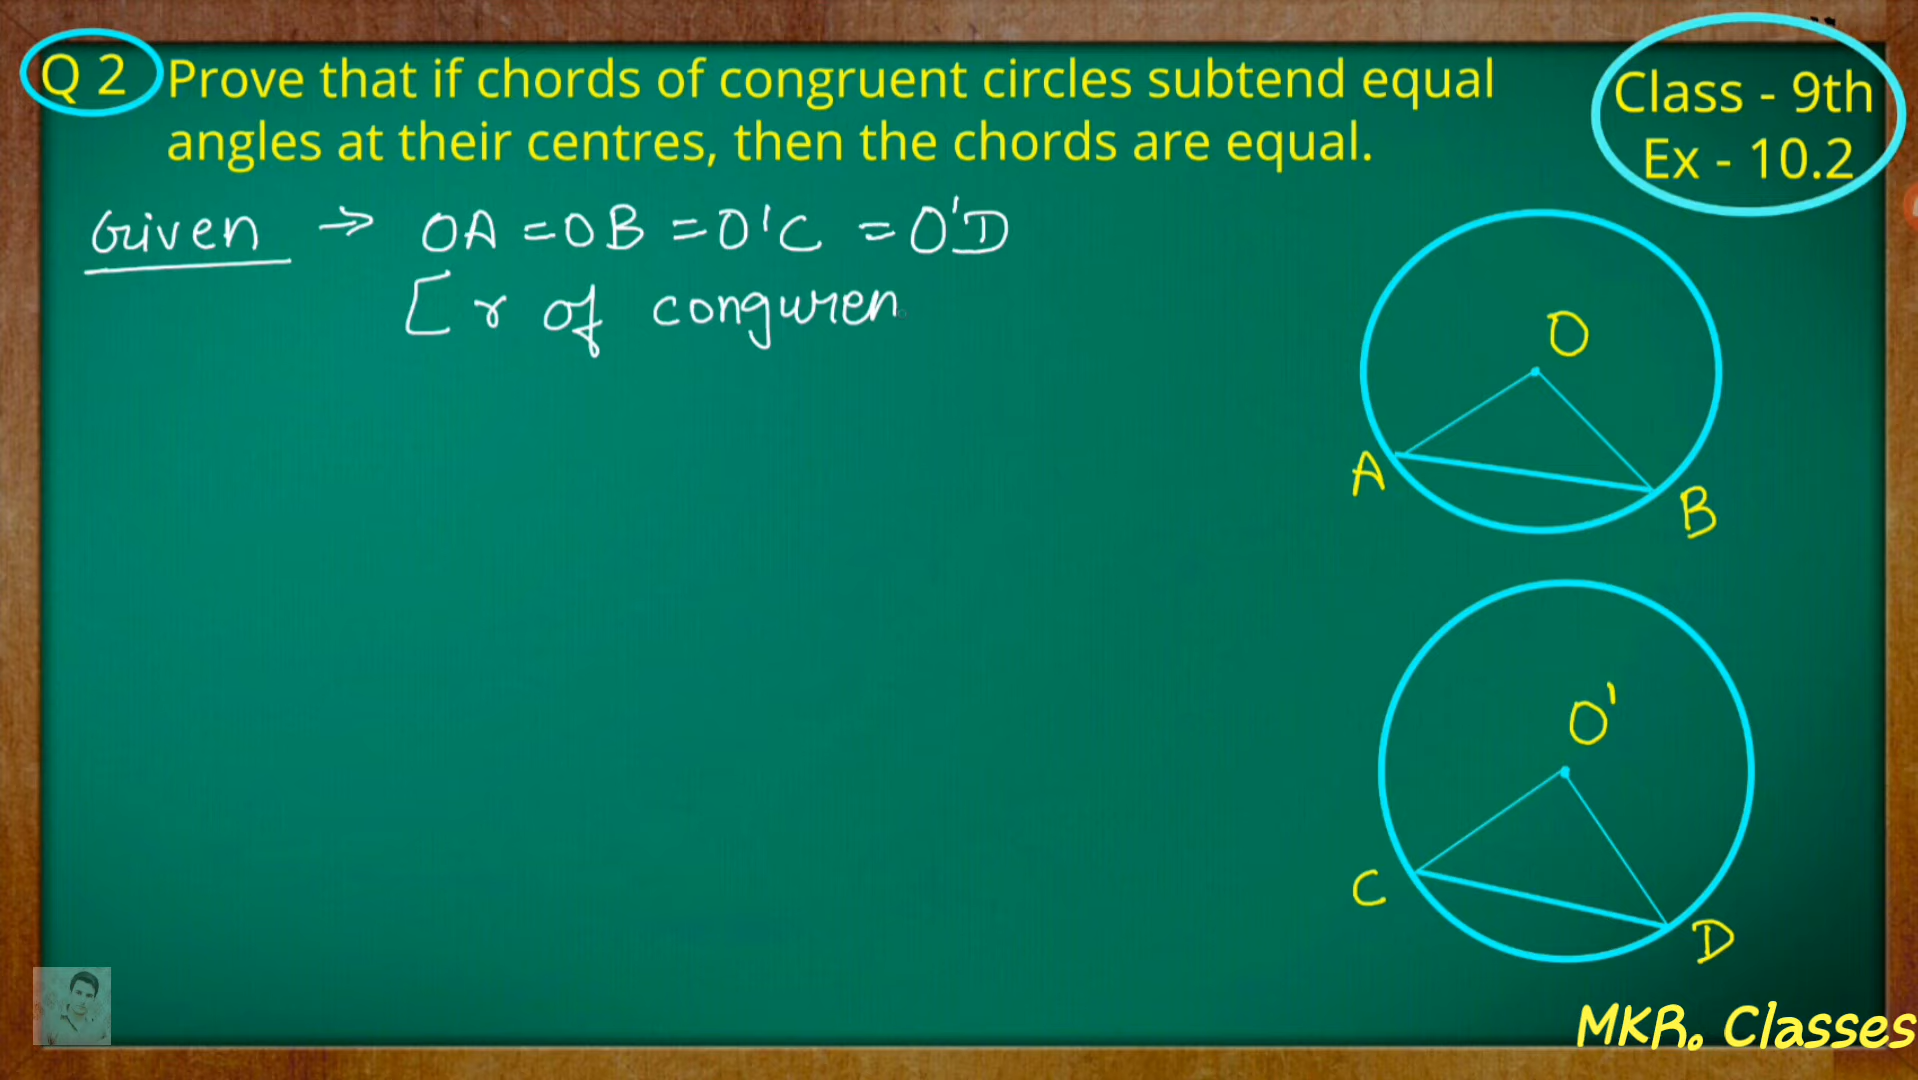 Q 2 Prove that if chords of congruent circles subtend equal
angles at their centres, then the chords are equal.
Class - 9th
Ex - 10.2
Given → OA = OB = O'C = O'D
[ r of conguren
O
A
B
O'
C
D
MKR. Classes